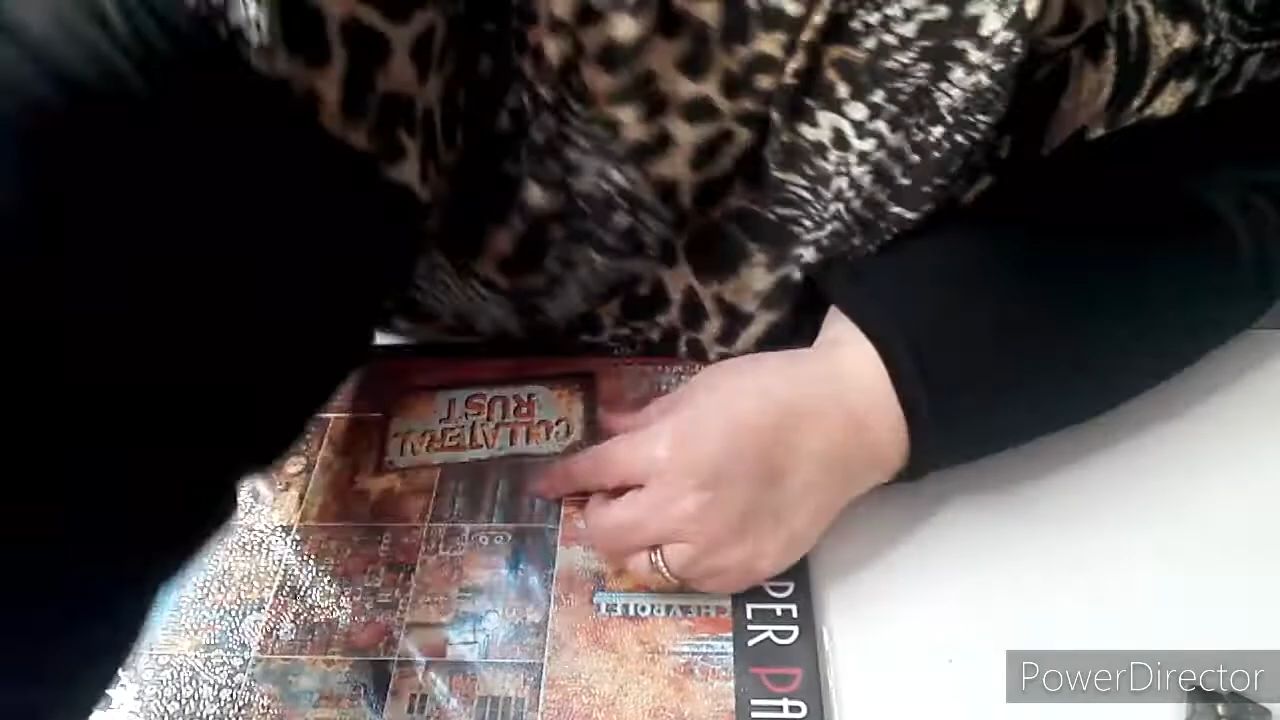 COLLATERAL
RUST
CHEVROLET
PER PA
PowerDirector